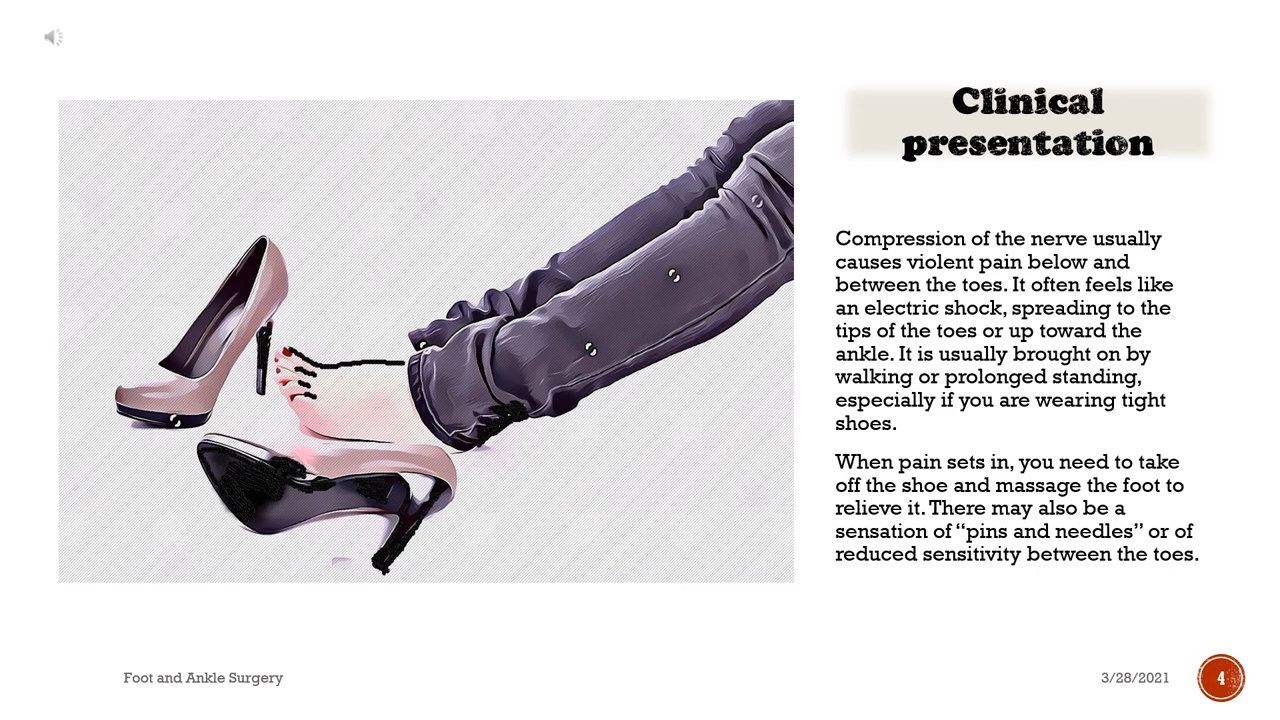 Clinical
presentation
Compression of the nerve usually
causes violent pain below and
between the toes. It often feels like
an electric shock, spreading to the
tips of the toes or up toward the
ankle. It is usually brought on by
walking or prolonged standing,
especially if you are wearing tight
shoes.
When pain sets in, you need to take
off the shoe and massage the foot to
relieve it. There may also be a
sensation of “pins and needles” or of
reduced sensitivity between the toes.
Foot and Ankle Surgery
3/28/2021
4